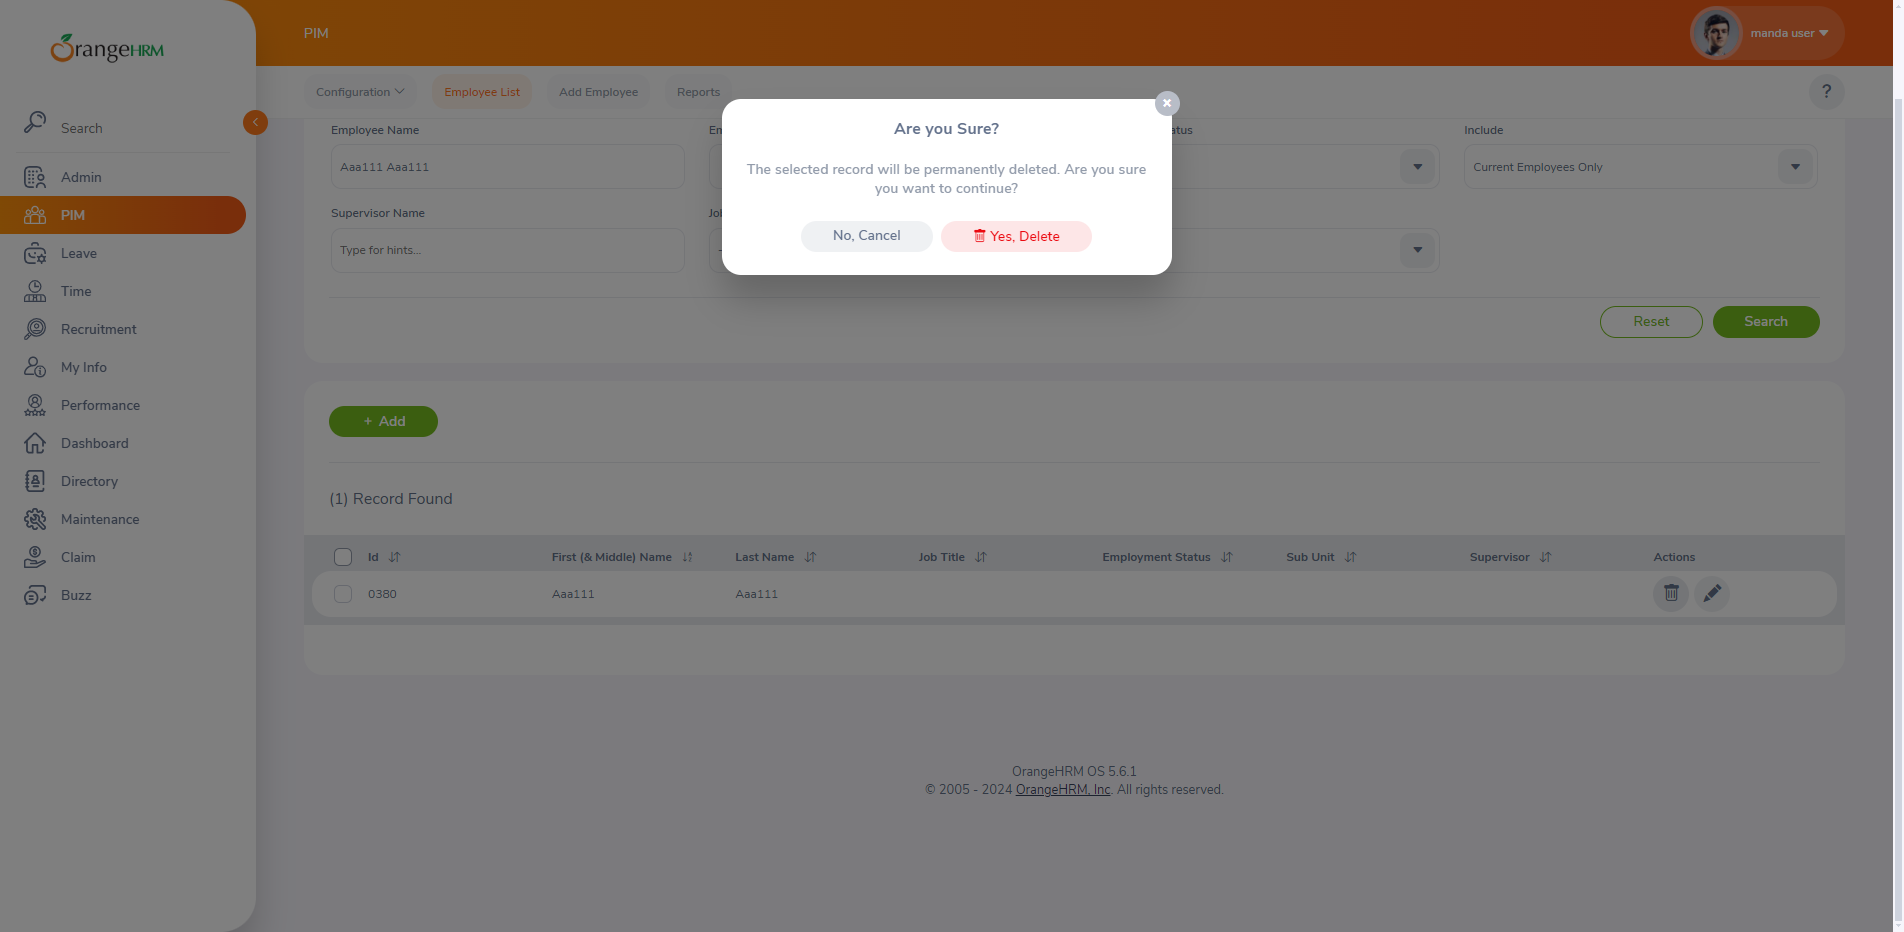 OrangeHRM
PIM
manda user
Configuration
Employee List
Add Employee
Reports
?
Search
Admin
PIM
Leave
Time
Recruitment
My Info
Performance
Dashboard
Directory
Maintenance
Claim
Buzz
Are you Sure?
The selected record will be permanently deleted. Are you sure
you want to continue?
No, Cancel
Yes, Delete
Employee Name
Include
Aaa111 Aaa111
Current Employees Only
Supervisor Name
Type for hints...
Reset
Search
+ Add
(1) Record Found
Id
First (& Middle) Name
Last Name
Job Title
Employment Status
Sub Unit
Supervisor
Actions
0380
Aaa111
Aaa111
OrangeHRM OS 5.6.1
© 2005 - 2024 OrangeHRM, Inc. All rights reserved.